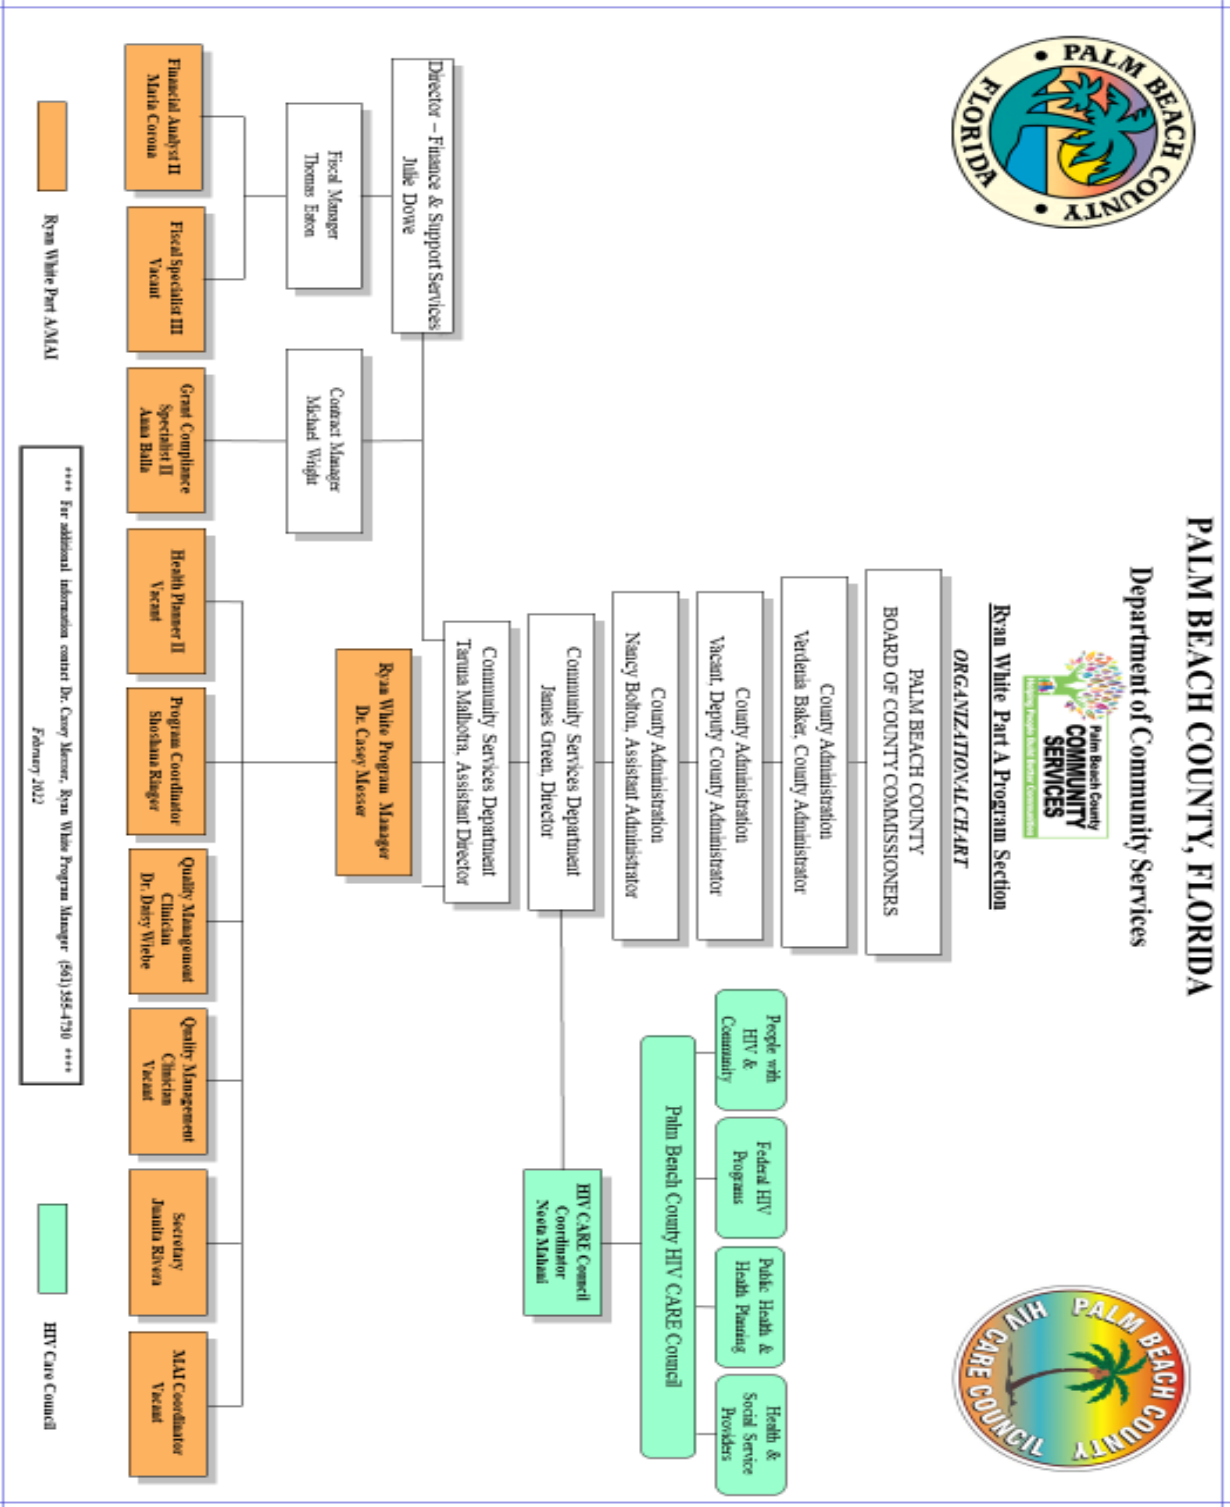 PALM BEACH COUNTY
FLORIDA
PALM BEACH COUNTY, FLORIDA
Department of Community Services
Palm Beach County
COMMUNITY
SERVICES
Helping People Build Better Communities
Ryan White Part A Program Section
ORGANIZATIONAL CHART
PALM BEACH COUNTY
HIV CARE COUNCIL
PALM BEACH COUNTY
BOARD OF COUNTY COMMISSIONERS
County Administration
Verdenia Baker, County Administrator
County Administration
Vacant, Deputy County Administrator
County Administration
Nancy Bolton, Assistant Administrator
Community Services Department
James Green, Director
Community Services Department
Taruna Malhotra, Assistant Director
People with
HIV &
Community
Federal HIV
Programs
Public Health &
Health Planning
Health &
Social Service
Providers
Palm Beach County HIV CARE Council
HIV CARE Council
Coordinator
Neeta Mahani
Director – Finance & Support Services
Julie Dowe
Ryan White Program Manager
Dr. Casey Messer
Fiscal Manager
Thomas Eaton
Contract Manager
Michael Wright
Financial Analyst II
Maria Corona
Fiscal Specialist III
Vacant
Grant Compliance
Specialist II
Anna Balla
Health Planner II
Vacant
Program Coordinator
Shoshana Ringer
Quality Management
Clinician
Dr. Daisy Wiebe
Quality Management
Clinician
Vacant
Secretary
Juanita Rivera
MAI Coordinator
Vacant
Ryan White Part A/MAI
**** For additional information contact Dr. Casey Messer, Ryan White Program Manager (561) 355-4730 ****
February 2022
HIV Care Council